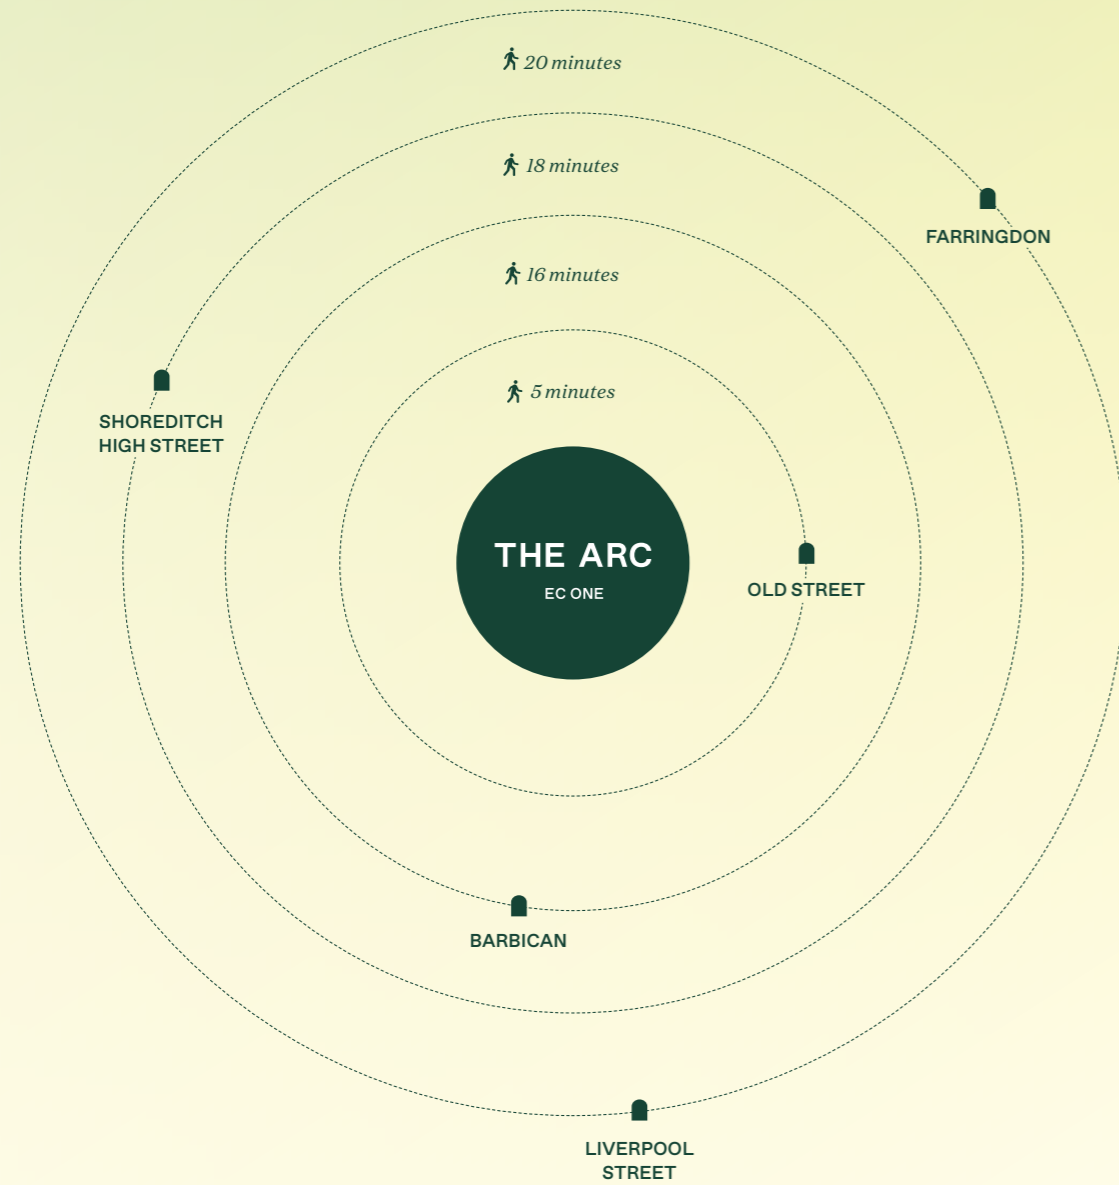 20 minutes
18 minutes
FARRINGDON
16 minutes
5 minutes
SHOREDITCH
HIGH STREET
THE ARC
EC ONE
OLD STREET
BARBICAN
LIVERPOOL
STREET